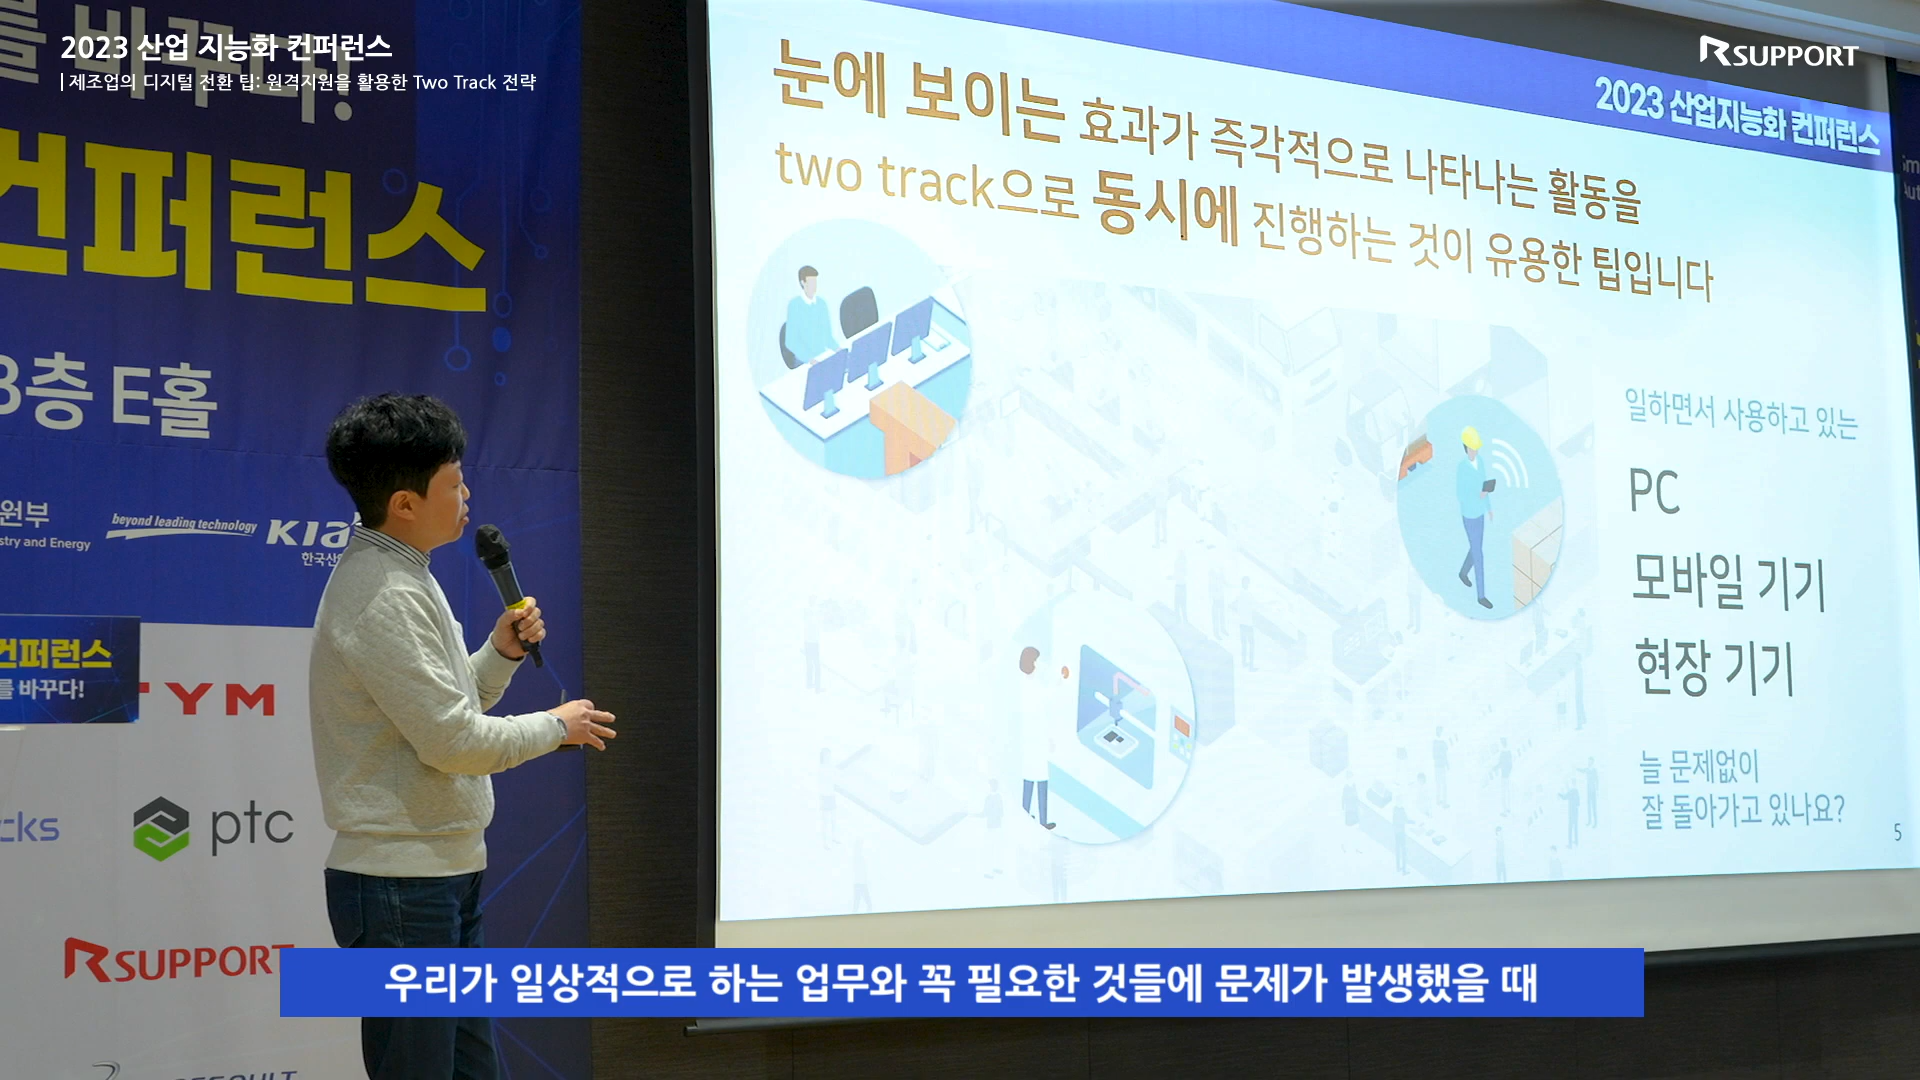 2023 산업 지능화 컨퍼런스
| 제조업의 디지털 전환 팁: 원격지원을 활용한 Two Track 전략
RSUPPORT
를 바꾸다!
컨퍼런스
3층 E홀
원부
stry and Energy
beyond leading technology
KIA
한국산
컨퍼런스
를 바꾸다!
TYM
cks
ptc
RSUPPORT
2023 산업지능화 컨퍼런스
눈에 보이는 효과가 즉각적으로 나타나는 활동을
two track으로 동시에 진행하는 것이 유용한 팁입니다
일하면서 사용하고 있는
PC
모바일 기기
현장 기기
늘 문제없이
잘 돌아가고 있나요?
5
우리가 일상적으로 하는 업무와 꼭 필요한 것들에 문제가 발생했을 때